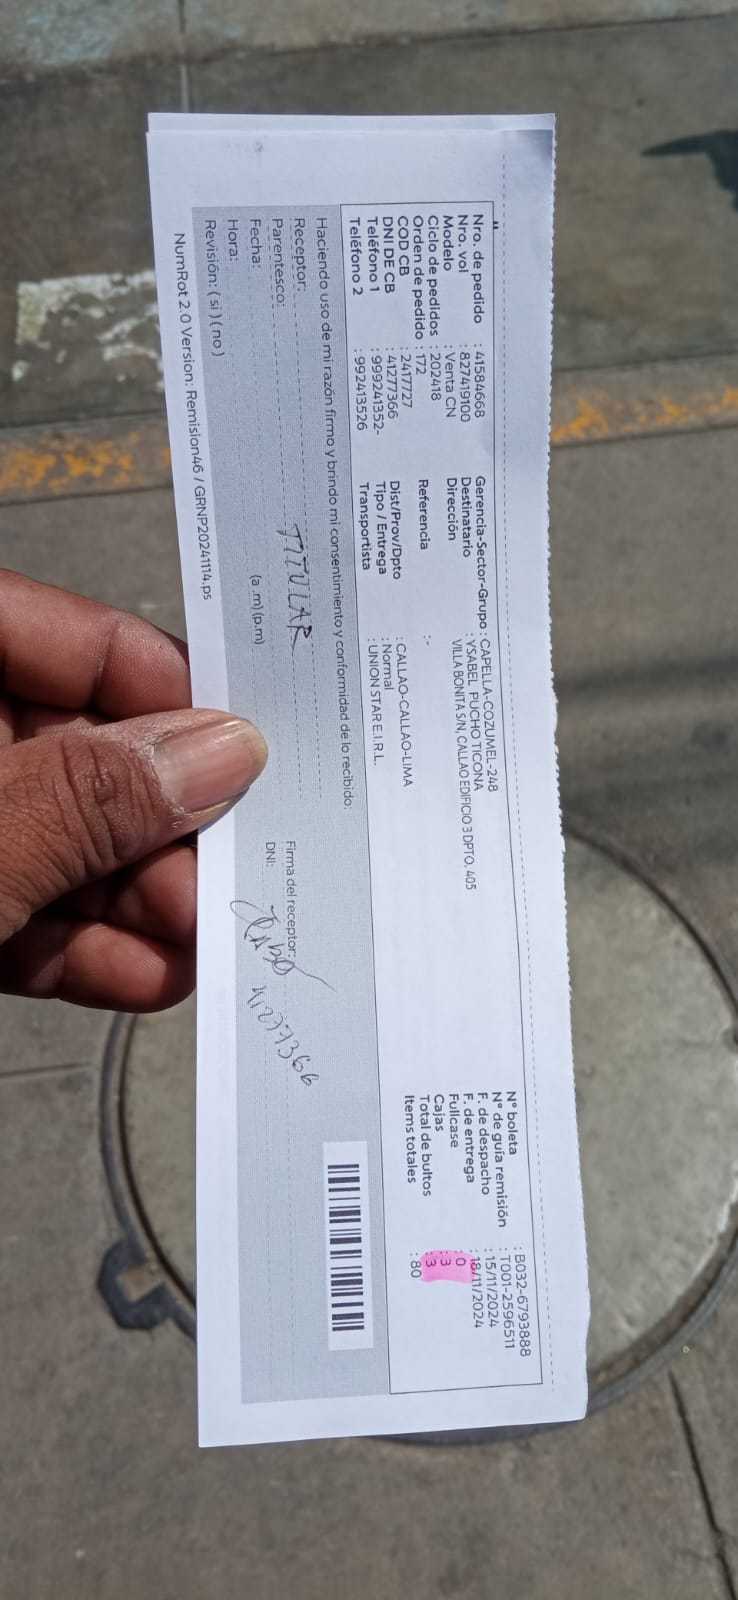 Nro. de pedido : 41584668
Nro. vol : 827419100
Modelo : Venta CN
Ciclo de pedidos : 202418
Orden de pedido : 172
COD CB : 2417727
DNI DE CB : 41277366
Teléfono 1 : 999241352-
Teléfono 2 : 992413526
Gerencia-Sector-Grupo : CAPELLA-COZUMEL-248
Destinatario : YSABEL PUCHO TICONA
Dirección VILLA BONITA S/N, CALLAO EDIFICIO 3 DPTO. 405
Referencia :-
Dist/Prov/Dpto : CALLAO-CALLAO-LIMA
Tipo / Entrega : Normal
Transportista : UNION STAR E.I.R.L.
N° boleta : B032-6793888
N° de guía remisión : T001-2596511
F. de despacho : 15/11/2024
F. de entrega : 18/11/2024
Fullcase : 0
Cajas : 3
Total de bultos : 3
Items totales : 80
Haciendo uso de mi razón firmo y brindo mi consentimiento y conformidad de lo recibido:
Receptor:
Parentesco: TITULAR
Fecha:
Hora: (a .m) (p.m)
Revisión: ( si ) ( no )
Firma del receptor:
DNI: 41277366
NumRot 2.0 Version: Remision46 / GRNP20241114.ps